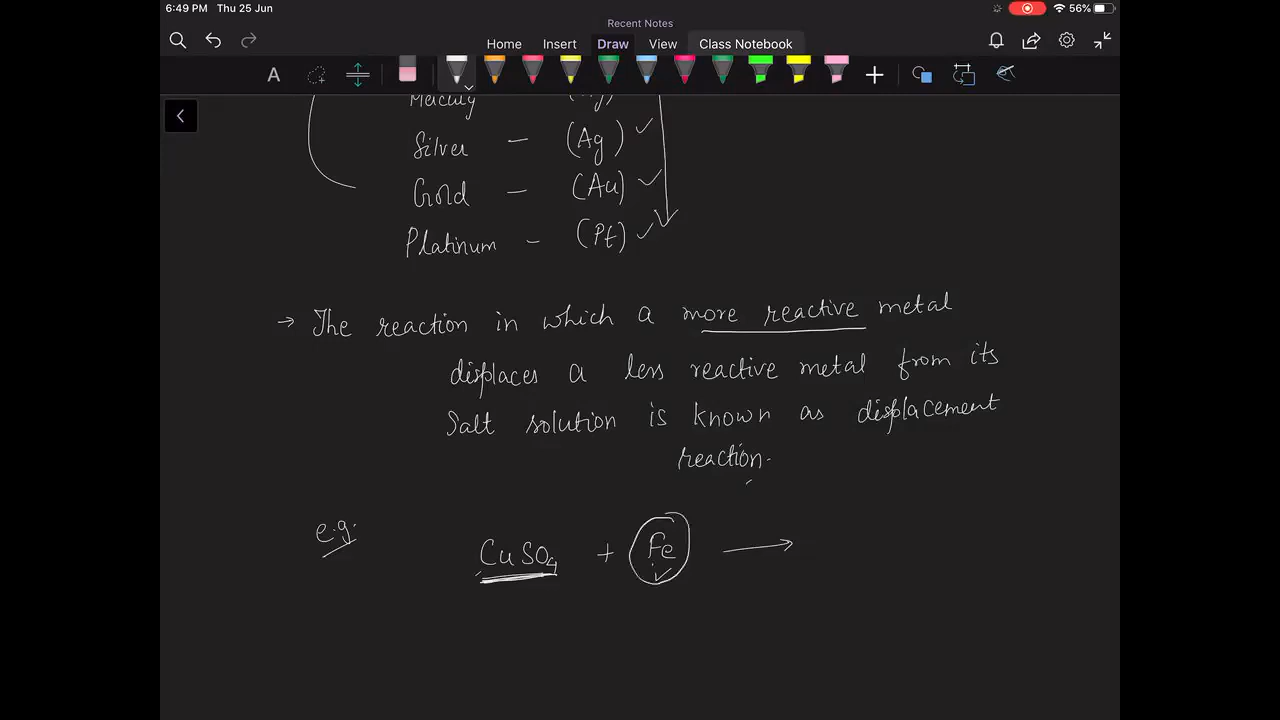 6:49 PM Thu 25 Jun
56%
Recent Notes
Home Insert Draw View Class Notebook
A
Mercury
Silver – (Ag) ✓
Gold – (Au) ✓
Platinum – (Pt) ✓
→ The reaction in which a more reactive metal
displaces a less reactive metal from its
Salt solution is known as displacement
reaction.
e.g.
CuSO4 + Fe →